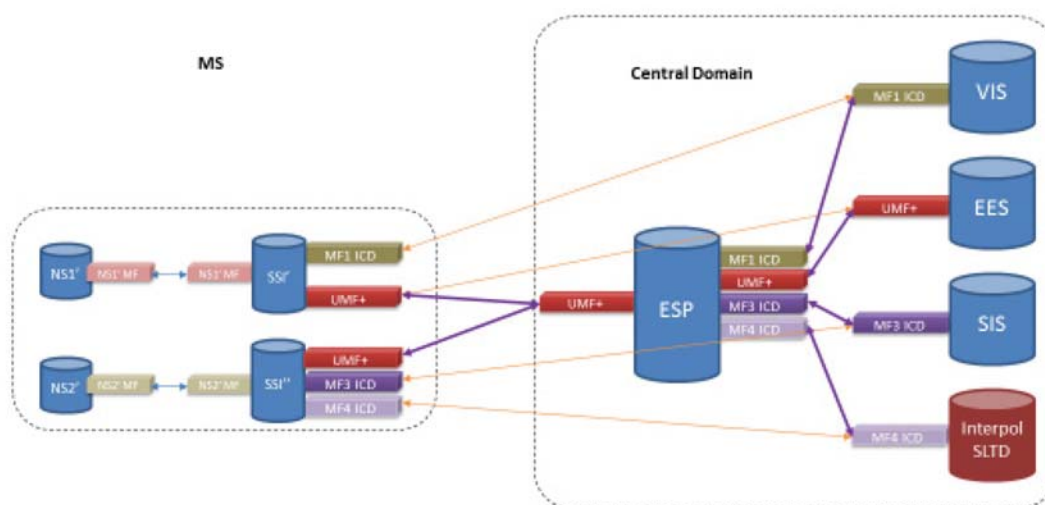 MS
Central Domain
MF1 ICD
VIS
UMF+
EES
NS1'
NS1' MF
NS1' MF
SSI'
MF1 ICD
UMF+
UMF+
ESP
MF1 ICD
UMF+
MF3 ICD
MF4 ICD
MF3 ICD
SIS
NS2'
NS2' MF
NS2' MF
SSI''
UMF+
MF3 ICD
MF4 ICD
MF4 ICD
Interpol
SLTD